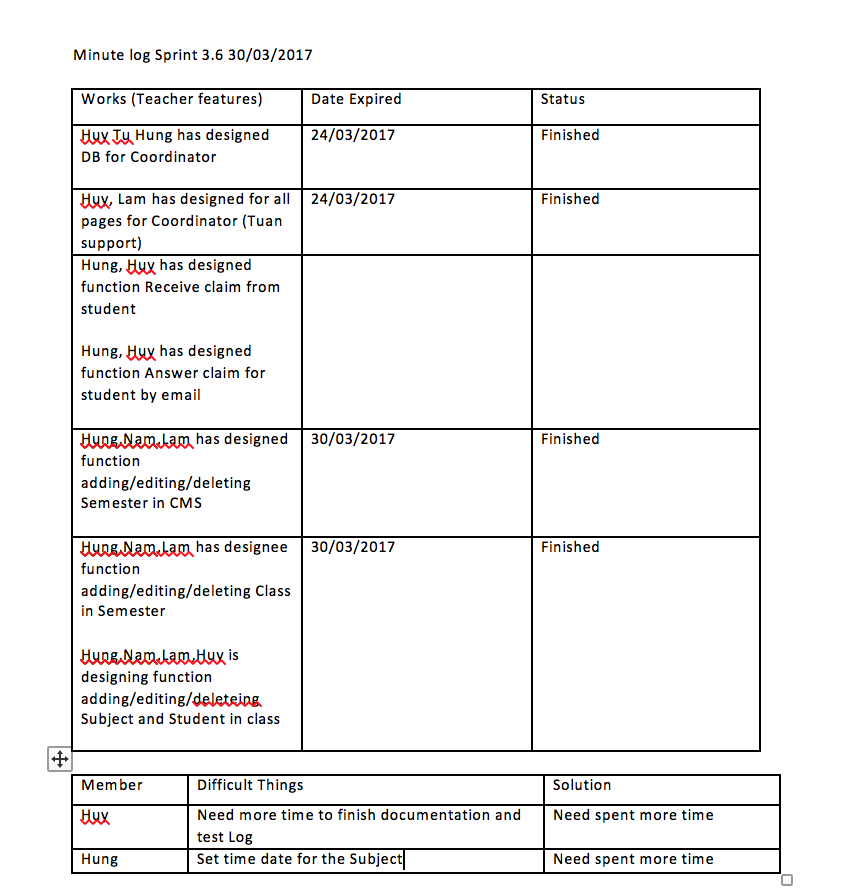 Minute log Sprint 3.6 30/03/2017
Works (Teacher features)
Date Expired
Status
Huy Tu Hung has designed
DB for Coordinator
24/03/2017
Finished
Huy, Lam has designed for all
pages for Coordinator (Tuan
support)
24/03/2017
Finished
Hung, Huy has designed
function Receive claim from
student
Hung, Huy has designed
function Answer claim for
student by email
Hung,Nam,Lam has designed
function
adding/editing/deleting
Semester in CMS
30/03/2017
Finished
Hung,Nam,Lam has designee
function
adding/editing/deleting Class
in Semester
Hung,Nam,Lam,Huy is
designing function
adding/editing/deleteing
Subject and Student in class
30/03/2017
Finished
Member
Difficult Things
Solution
Huy
Need more time to finish documentation and
test Log
Need spent more time
Hung
Set time date for the Subject
Need spent more time